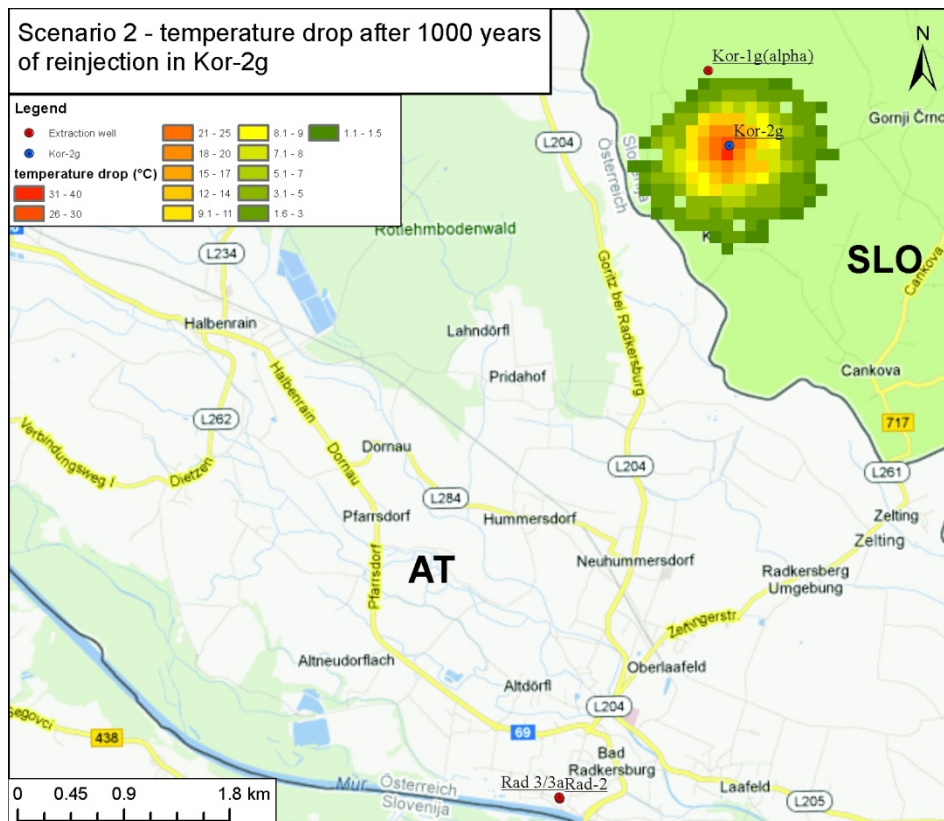 Scenario 2 - temperature drop after 1000 years
of reinjection in Kor-2g
Legend
Extraction well
Kor-2g
temperature drop (°C)
31 - 40
26 - 30
21 - 25
18 - 20
15 - 17
12 - 14
9.1 - 11
8.1 - 9
7.1 - 8
5.1 - 7
3.1 - 5
1.6 - 3
1.1 - 1.5
N
Kor-1g(alpha)
Kor-2g
Gornji Črnc
L204
Österreich
Slovenija
Rotlehmbodenwald
L234
SLO
Cankova
Goritz bei Radkersburg
Halbenrain
Lahndörfl
Pridahof
Cankova
Halbenrain
L262
717
Verbindungsweg I
Dietzen
Dornau
Dornau
L204
L261
L284
Pfarrsdorf
Hummersdorf
Zelting
Zelting
AT
Neuhummersdorf
Pfarrsdorf
Radkersberg
Umgebung
Zeltingerstr.
Altneudorflach
Oberlaafeld
Altdörfl
L204
Segovci
438
69
Bad
Radkersburg
Mur
Österreich
Slovenija
Rad 3/3a
Rad-2
Laafeld
L205
0 0.45 0.9 1.8 km